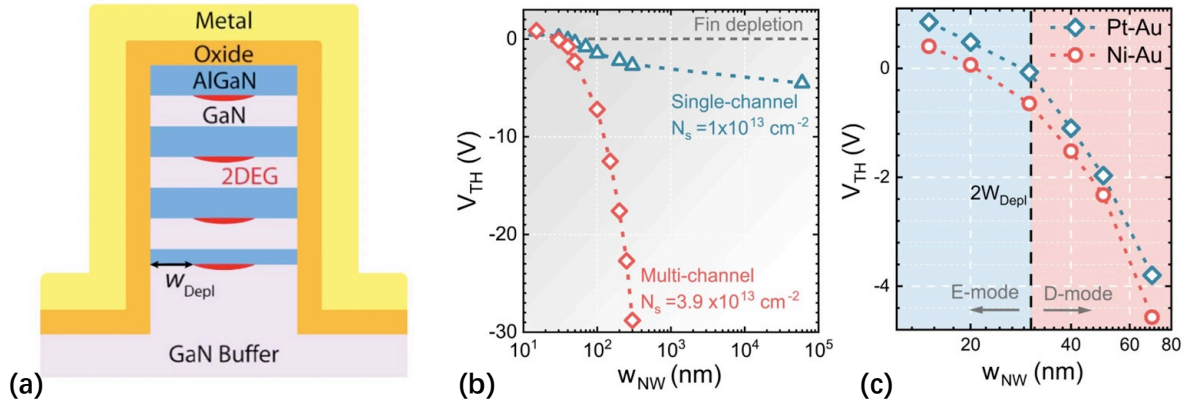 Metal
Oxide
AlGaN
GaN
2DEG
w_Depl
GaN Buffer
(a)
0
-10
-20
-30
V_TH (V)
Fin depletion
Single-channel
N_s =1x10^13 cm^-2
Multi-channel
N_s =3.9 x10^13 cm^-2
10^1 10^2 10^3 10^4 10^5
w_NW (nm)
(b)
0
-2
-4
V_TH (V)
Pt-Au
Ni-Au
2W_Depl
E-mode D-mode
20 40 60 80
w_NW (nm)
(c)